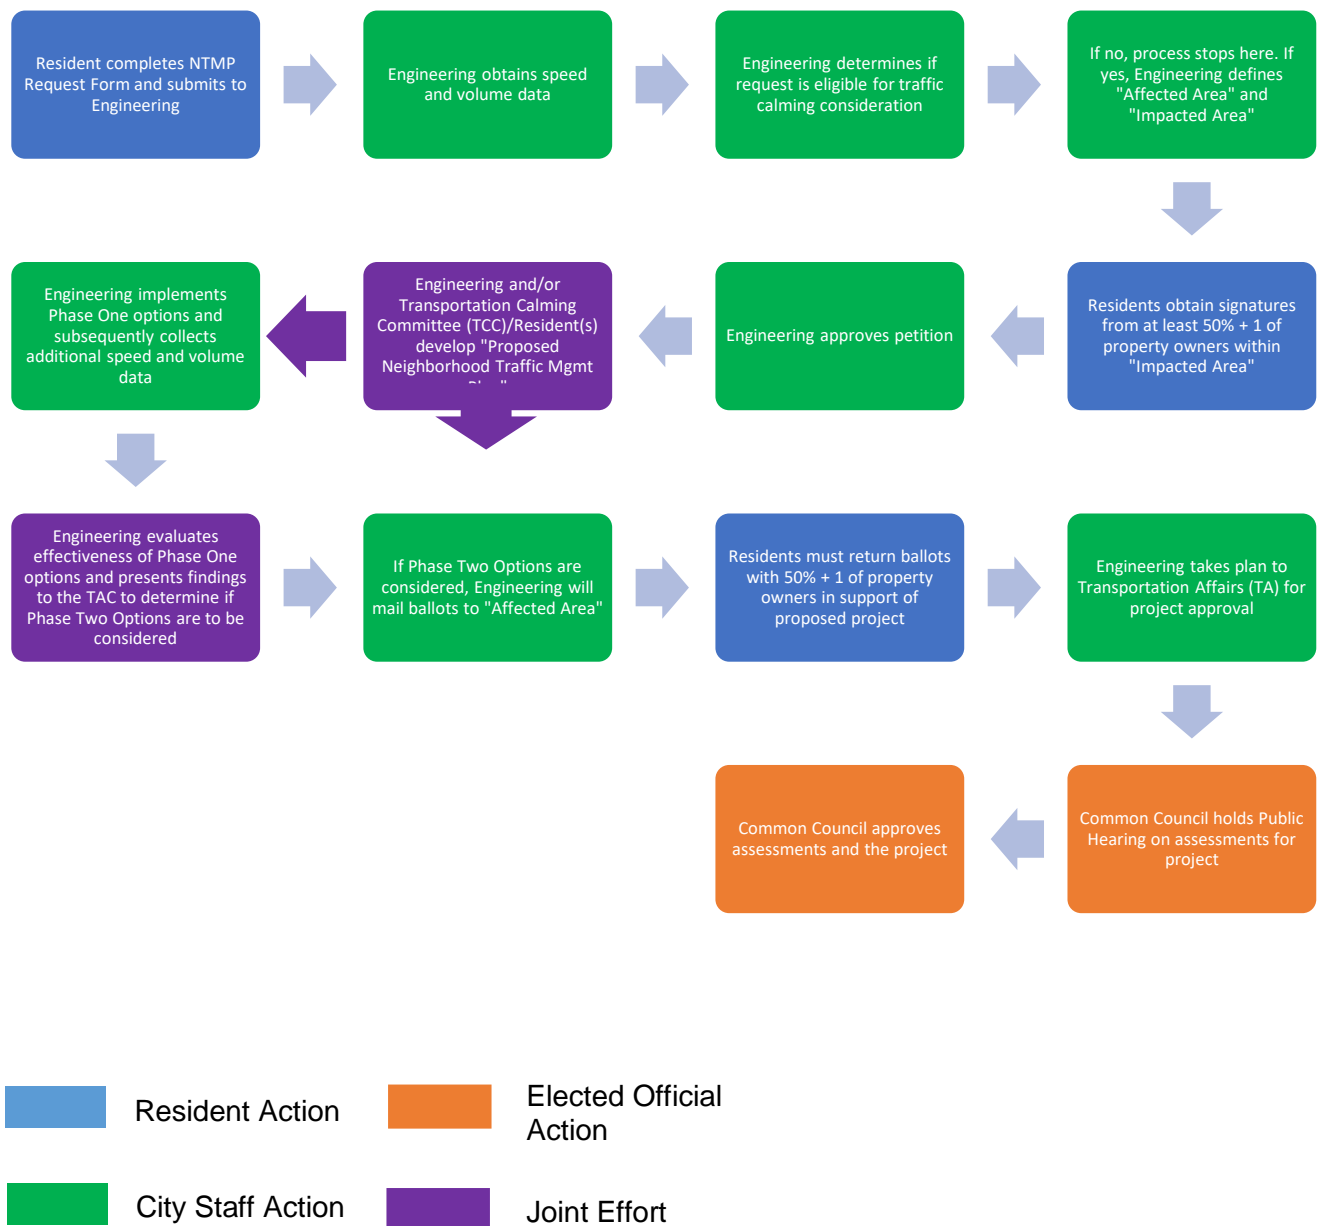 Resident completes NTMP
Request Form and submits to
Engineering
Engineering obtains speed
and volume data
Engineering determines if
request is eligible for traffic
calming consideration
If no, process stops here. If
yes, Engineering defines
"Affected Area" and
"Impacted Area"
Residents obtain signatures
from at least 50% + 1 of
property owners within
"Impacted Area"
Engineering approves petition
Engineering and/or
Transportation Calming
Committee (TCC)/Resident(s)
develop "Proposed
Neighborhood Traffic Mgmt
Engineering implements
Phase One options and
subsequently collects
additional speed and volume
data
Engineering evaluates
effectiveness of Phase One
options and presents findings
to the TAC to determine if
Phase Two Options are to be
considered
If Phase Two Options are
considered, Engineering will
mail ballots to "Affected Area"
Residents must return ballots
with 50% + 1 of property
owners in support of
proposed project
Engineering takes plan to
Transportation Affairs (TA) for
project approval
Common Council holds Public
Hearing on assessments for
project
Common Council approves
assessments and the project
Resident Action
Elected Official
Action
City Staff Action
Joint Effort